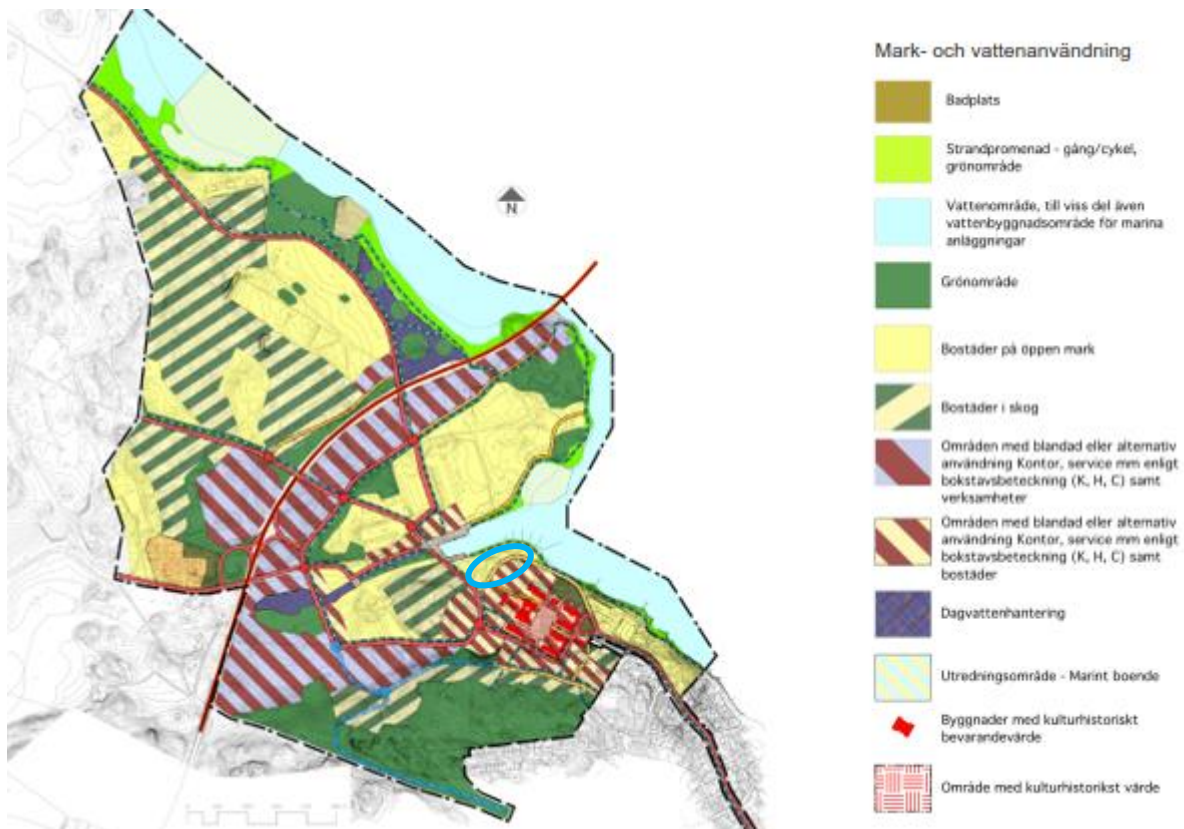 Mark- och vattenanvändning
Badplats
Strandpromenad - gång/cykel,
grönområde
Vattenområde, till viss del även
vattenbyggnadsområde för marina
anläggningar
N
Grönområde
Bostäder på öppen mark
Bostäder i skog
Områden med blandad eller alternativ
användning Kontor, service mm enligt
bokstavsbeteckning (K, H, C) samt
verksamheter
Områden med blandad eller alternativ
användning Kontor, service mm enligt
bokstavsbeteckning (K, H, C) samt
bostäder
Dagvattenhantering
Utredningsområde - Marint boende
Byggnader med kulturhistoriskt
bevarandevärde
Område med kulturhistorikst värde